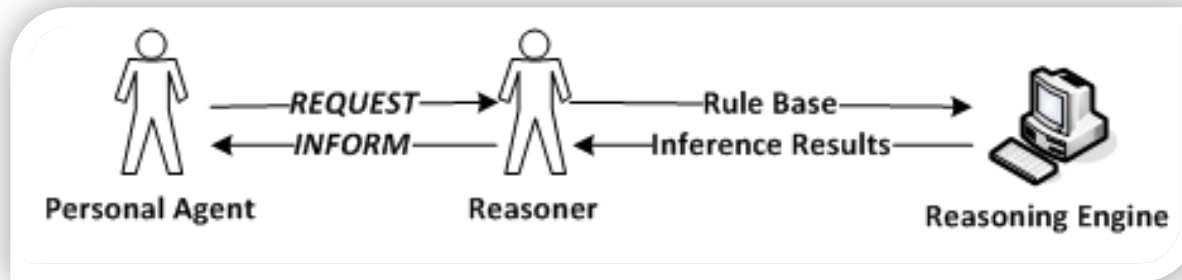 REQUEST
Rule Base
INFORM
Inference Results
Personal Agent
Reasoner
Reasoning Engine